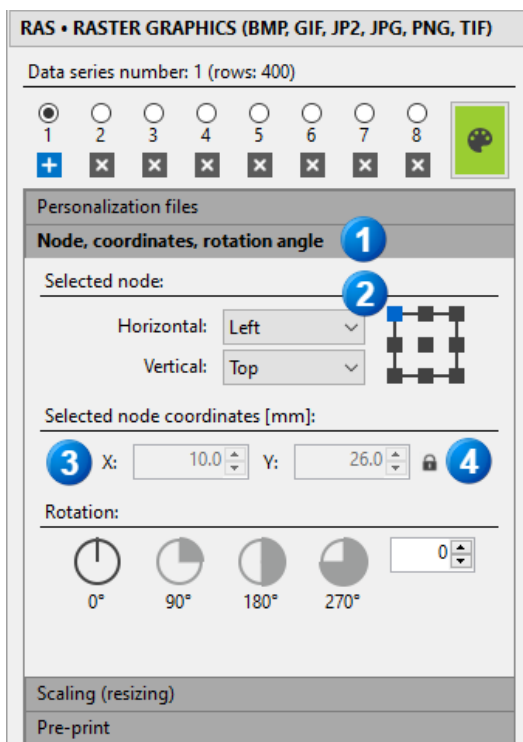 RAS • RASTER GRAPHICS (BMP, GIF, JP2, JPG, PNG, TIF)
Data series number: 1 (rows: 400)
1 2 3 4 5 6 7 8
Personalization files
Node, coordinates, rotation angle 1
Selected node: 2
Horizontal: Left
Vertical: Top
Selected node coordinates [mm]:
3 X: 10.0 Y: 26.0 4
Rotation:
0
0° 90° 180° 270°
Scaling (resizing)
Pre-print